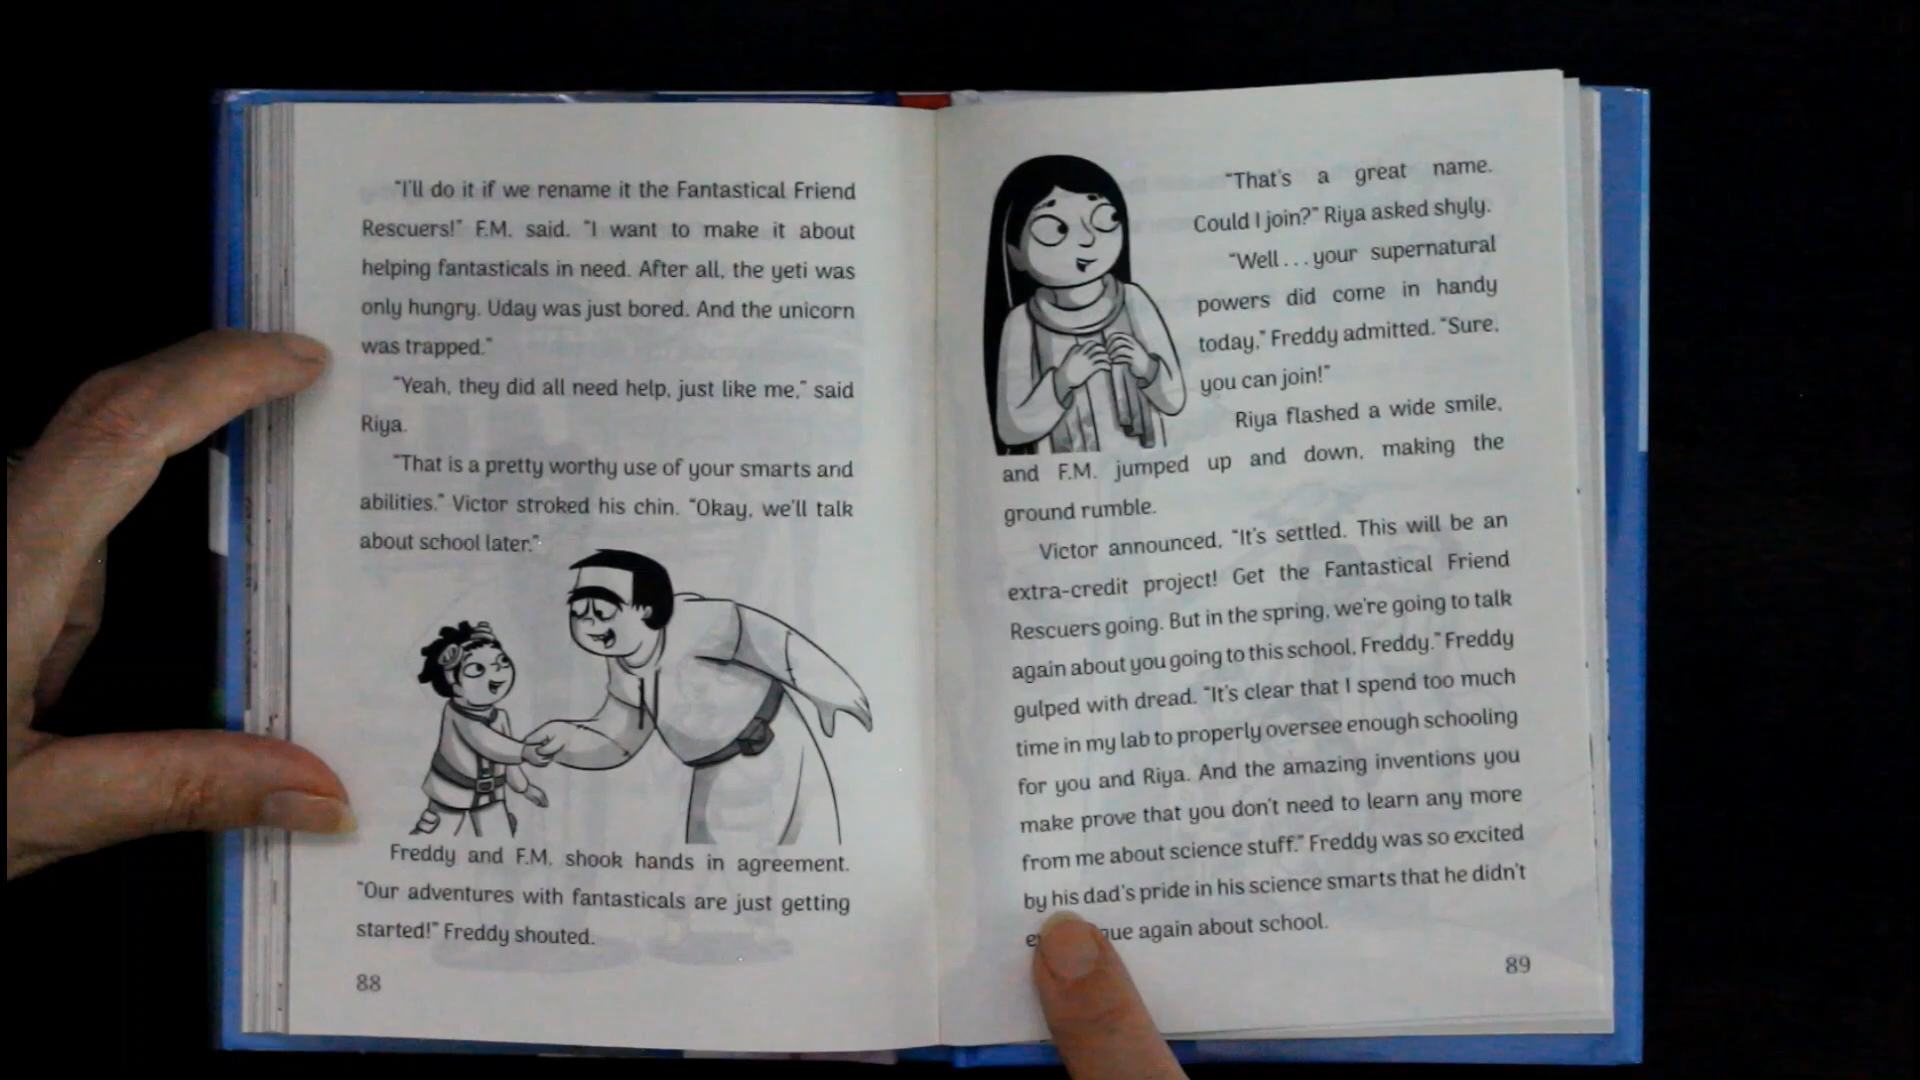 "I'll do it if we rename it the Fantastical Friend
Rescuers!" F.M. said. "I want to make it about
helping fantasticals in need. After all, the yeti was
only hungry. Uday was just bored. And the unicorn
was trapped."
"Yeah, they did all need help, just like me," said
Riya.
"That is a pretty worthy use of your smarts and
abilities." Victor stroked his chin. "Okay, we'll talk
about school later."
Freddy and F.M. shook hands in agreement.
"Our adventures with fantasticals are just getting
started!" Freddy shouted.
88
"That's a great name.
Could I join?" Riya asked shyly.
"Well . . . your supernatural
powers did come in handy
today," Freddy admitted. "Sure,
you can join!"
Riya flashed a wide smile,
and F.M. jumped up and down, making the
ground rumble.
Victor announced, "It's settled. This will be an
extra-credit project! Get the Fantastical Friend
Rescuers going. But in the spring, we're going to talk
again about you going to this school, Freddy." Freddy
gulped with dread. "It's clear that I spend too much
time in my lab to properly oversee enough schooling
for you and Riya. And the amazing inventions you
make prove that you don't need to learn any more
from me about science stuff." Freddy was so excited
by his dad's pride in his science smarts that he didn't
again about school.
89